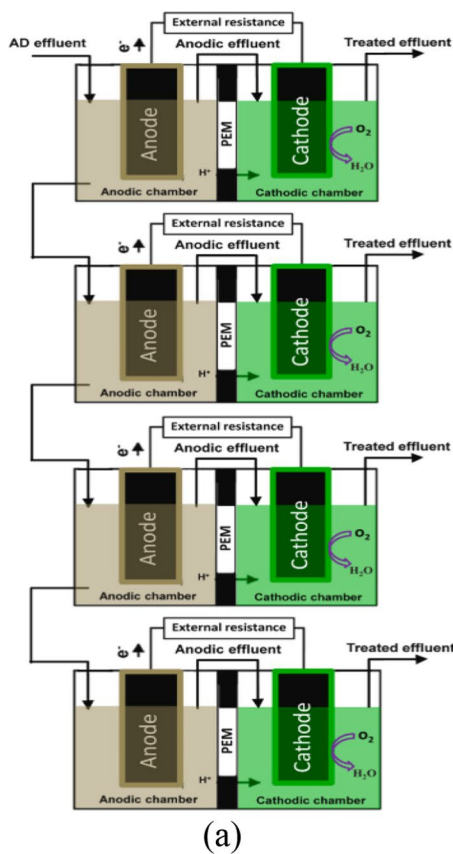 External resistance
AD effluent
e-
Anodic effluent
Treated effluent
Anode
PEM
Cathode
O2
H2O
H+
Anodic chamber
Cathodic chamber
External resistance
e-
Anodic effluent
Treated effluent
Anode
PEM
Cathode
O2
H2O
H+
Anodic chamber
Cathodic chamber
External resistance
e-
Anodic effluent
Treated effluent
Anode
PEM
Cathode
O2
H2O
H+
Anodic chamber
Cathodic chamber
External resistance
e-
Anodic effluent
Treated effluent
Anode
PEM
Cathode
O2
H2O
H+
Anodic chamber
Cathodic chamber
(a)